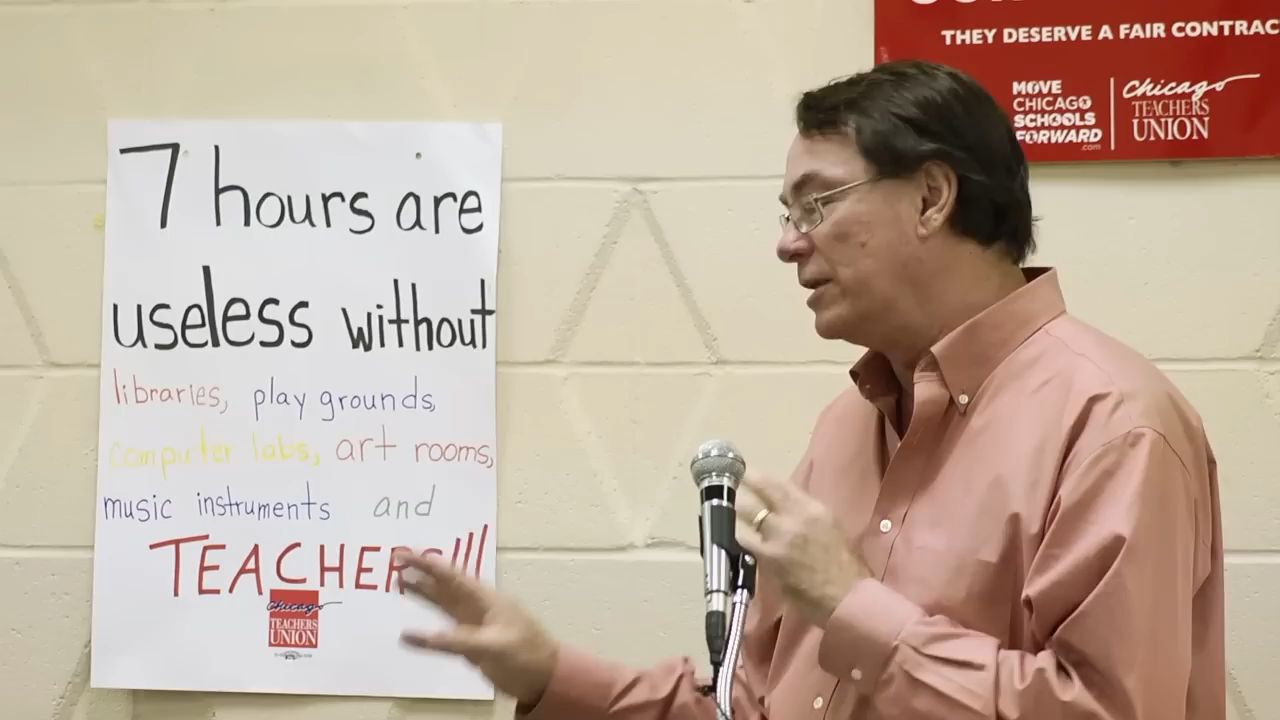 7 hours are
useless without
libraries, play grounds,
computer labs, art rooms,
music instruments and
TEACHERS!!!
Chicago
TEACHERS
UNION
THEY DESERVE A FAIR CONTRAC
MOVE
CHICAGO
SCHOOLS
FORWARD
.com
Chicago
TEACHERS
UNION